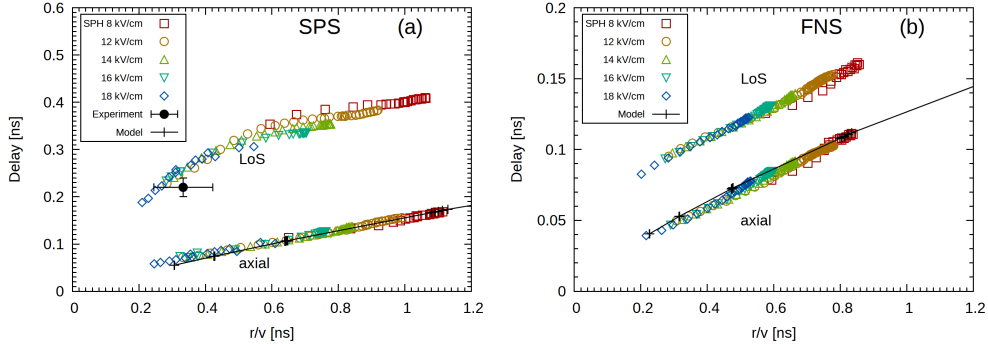 SPS (a)
SPH 8 kV/cm
12 kV/cm
14 kV/cm
16 kV/cm
18 kV/cm
Experiment
Model
LoS
axial
0.6
0.5
0.4
0.3
0.2
0.1
0
0 0.2 0.4 0.6 0.8 1 1.2
Delay [ns]
r/v [ns]
FNS (b)
SPH 8 kV/cm
12 kV/cm
14 kV/cm
16 kV/cm
18 kV/cm
Model
LoS
axial
0.20
0.15
0.10
0.05
0
0 0.2 0.4 0.6 0.8 1 1.2
Delay [ns]
r/v [ns]